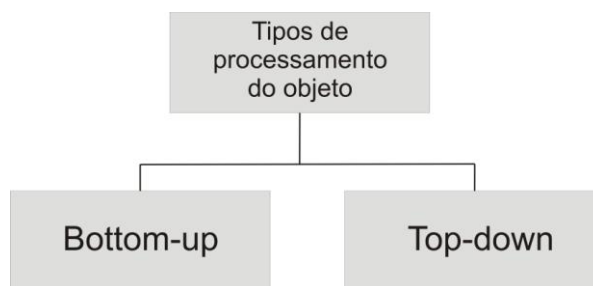 Tipos de
processamento
do objeto
Bottom-up
Top-down